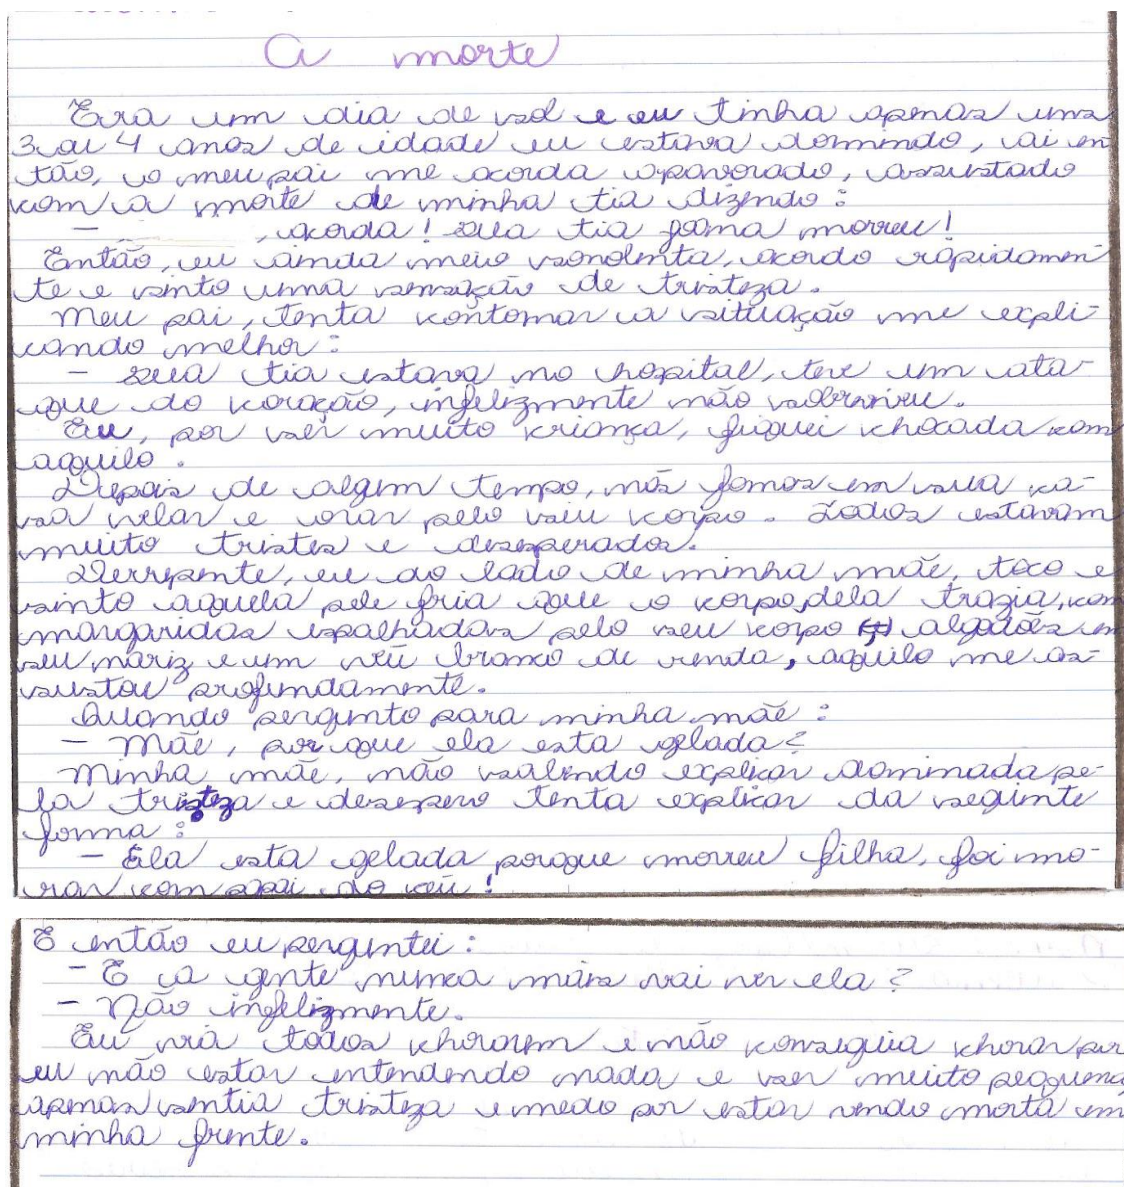 A morte
Era um dia de sol e eu tinha apenas uns
3 ou 4 anos de idade eu estava dormindo, ai en
tão, o meu pai me acorda apavorado, assustado
com a morte de minha tia dizendo:
- , acorda! sua tia morreu!
Então, eu ainda meio sonolenta, acordo rápidamen
te e sinto uma sensação de tristeza.
Meu pai, tenta contornar a situação me expli-
cando melhor:
- sua tia estava no hospital, teve um ata-
que do coração, infelizmente não sobreviveu.
Eu, por ser muito criança, fiquei chocada com
aquilo.
Depois de algum tempo, nós fomos em sua ca-
sa velar e orar pelo seu corpo. Todos estavam
muito tristes e desesperados.
Derrepente, eu ao lado de minha mãe, toco e
sinto aquela pele fria que o corpo, dela trazia, com
margaridas espalhadas pelo seu corpo (,) algodões em
seu nariz e um véu branco de renda, aquilo me as-
sustou profundamente.
Quando pergunto para minha mãe:
- Mãe, por que ela esta gelada?
Minha mãe, não sabendo explicar dominada pe-
la tristeza e desespero tenta explicar da seguinte
forma:
- Ela esta gelada porque morreu filha, foi mo-
rar com papai do céu!
E então eu perguntei:
- E a gente nunca mais vai ver ela?
- Não infelizmente.
Eu via todos chorarem e não conseguia chorar por
eu não estar entendendo nada e ser muito pequena
apenas sentia tristeza e medo por estar vendo morta em
minha frente.